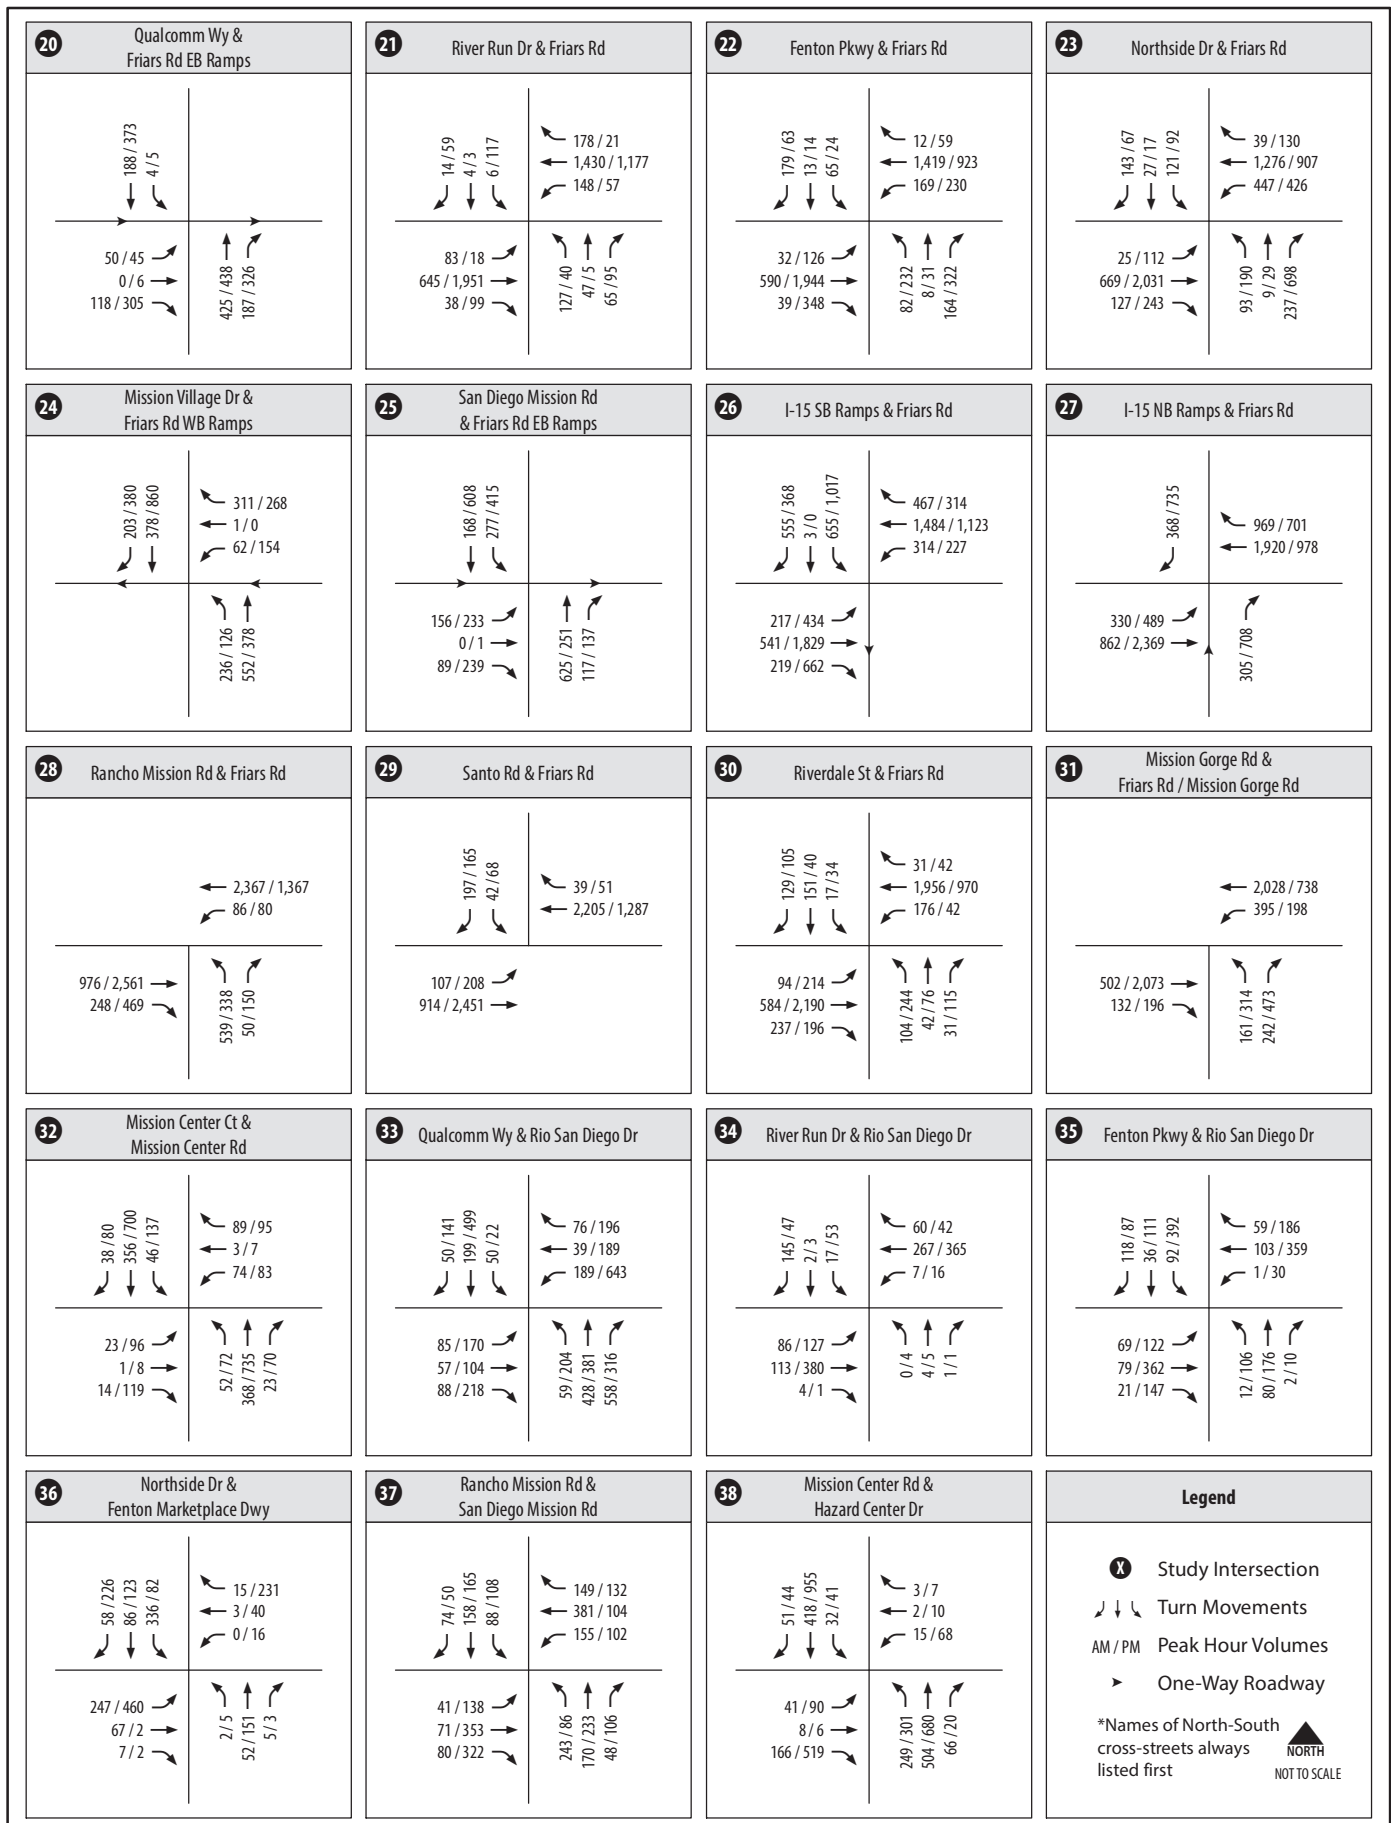 20
Qualcomm Wy &
Friars Rd EB Ramps
188 / 373
4 / 5
50 / 45
0 / 6
118 / 305
425 / 438
187 / 326
21
River Run Dr & Friars Rd
14 / 59
4 / 3
6 / 117
178 / 21
1,430 / 1,177
148 / 57
83 / 18
645 / 1,951
38 / 99
127 / 40
47 / 5
65 / 95
22
Fenton Pkwy & Friars Rd
179 / 63
13 / 14
65 / 24
12 / 59
1,419 / 923
169 / 230
32 / 126
590 / 1,944
39 / 348
82 / 232
8 / 31
164 / 322
23
Northside Dr & Friars Rd
143 / 67
27 / 17
121 / 92
39 / 130
1,276 / 907
447 / 426
25 / 112
669 / 2,031
127 / 243
93 / 190
9 / 29
237 / 698
24
Mission Village Dr &
Friars Rd WB Ramps
203 / 380
378 / 860
311 / 268
1 / 0
62 / 154
236 / 126
552 / 378
25
San Diego Mission Rd
& Friars Rd EB Ramps
168 / 608
277 / 415
156 / 233
0 / 1
89 / 239
625 / 251
117 / 137
26
I-15 SB Ramps & Friars Rd
555 / 368
3 / 0
655 / 1,017
467 / 314
1,484 / 1,123
314 / 227
217 / 434
541 / 1,829
219 / 662
27
I-15 NB Ramps & Friars Rd
368 / 735
969 / 701
1,920 / 978
330 / 489
862 / 2,369
305 / 708
28
Rancho Mission Rd & Friars Rd
2,367 / 1,367
86 / 80
976 / 2,561
248 / 469
539 / 338
50 / 150
29
Santo Rd & Friars Rd
197 / 165
42 / 68
39 / 51
2,205 / 1,287
107 / 208
914 / 2,451
30
Riverdale St & Friars Rd
129 / 105
151 / 40
17 / 34
31 / 42
1,956 / 970
176 / 42
94 / 214
584 / 2,190
237 / 196
104 / 244
42 / 76
31 / 115
31
Mission Gorge Rd &
Friars Rd / Mission Gorge Rd
2,028 / 738
395 / 198
502 / 2,073
132 / 196
161 / 314
242 / 473
32
Mission Center Ct &
Mission Center Rd
38 / 80
356 / 700
46 / 137
89 / 95
3 / 7
74 / 83
23 / 96
1 / 8
14 / 119
52 / 72
368 / 735
23 / 70
33
Qualcomm Wy & Rio San Diego Dr
50 / 141
199 / 499
50 / 22
76 / 196
39 / 189
189 / 643
85 / 170
57 / 104
88 / 218
59 / 204
428 / 381
558 / 316
34
River Run Dr & Rio San Diego Dr
145 / 47
2 / 3
17 / 53
60 / 42
267 / 365
7 / 16
86 / 127
113 / 380
4 / 1
0 / 4
4 / 5
1 / 1
35
Fenton Pkwy & Rio San Diego Dr
118 / 87
36 / 111
92 / 392
59 / 186
103 / 359
1 / 30
69 / 122
79 / 362
21 / 147
12 / 106
80 / 176
2 / 10
36
Northside Dr &
Fenton Marketplace Dwy
58 / 226
86 / 123
336 / 82
15 / 231
3 / 40
0 / 16
247 / 460
67 / 2
7 / 2
2 / 5
52 / 151
5 / 3
37
Rancho Mission Rd &
San Diego Mission Rd
74 / 50
158 / 165
88 / 108
149 / 132
381 / 104
155 / 102
41 / 138
71 / 353
80 / 322
243 / 86
170 / 233
48 / 106
38
Mission Center Rd &
Hazard Center Dr
51 / 44
418 / 955
32 / 41
3 / 7
2 / 10
15 / 68
41 / 90
8 / 6
166 / 519
249 / 301
504 / 680
66 / 20
Legend
X Study Intersection
Turn Movements
AM / PM Peak Hour Volumes
One-Way Roadway
*Names of North-South
cross-streets always
listed first
NORTH
NOT TO SCALE